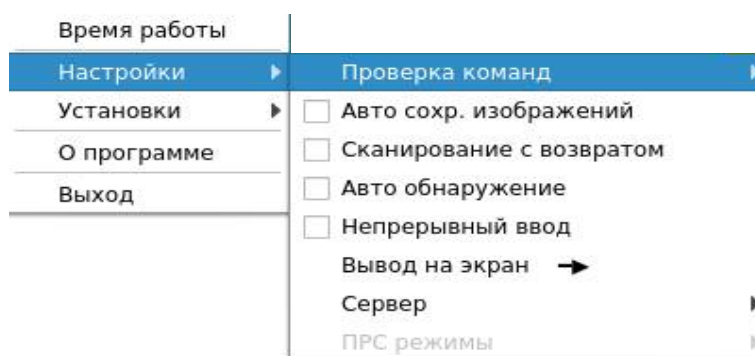 Время работы
Настройки
Установки
О программе
Выход
Проверка команд
Авто сохр. изображений
Сканирование с возвратом
Авто обнаружение
Непрерывный ввод
Вывод на экран
Сервер
ПРС режимы